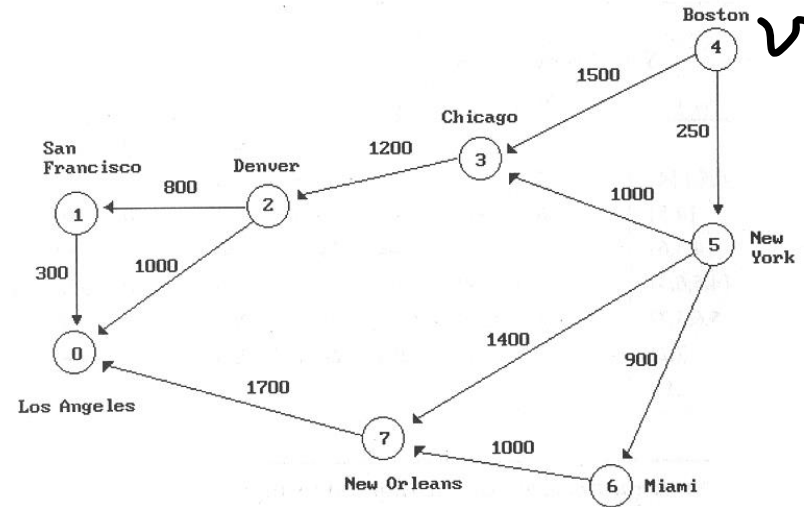 Boston
4
1500
Chicago
250
San
Francisco
Denver
1200
3
800
1000
2
1
5
New
York
300
1000
1400
900
0
1700
Los Angeles
7
1000
New Orleans
6
Miami